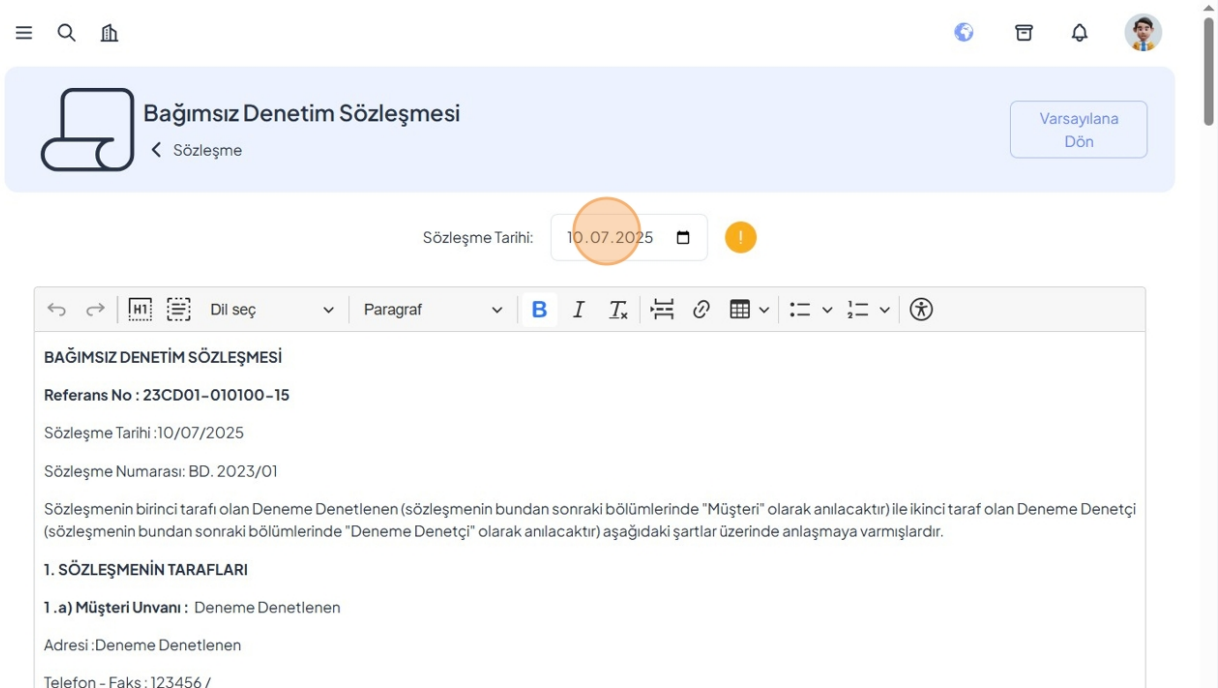 Bağımsız Denetim Sözleşmesi
Sözleşme
Varsayılana
Dön
Sözleşme Tarihi: 10.07.2025 !
H1 Dil seç Paragraf B I Tx
BAĞIMSIZ DENETİM SÖZLEŞMESİ
Referans No : 23CD01-010100-15
Sözleşme Tarihi :10/07/2025
Sözleşme Numarası: BD. 2023/01
Sözleşmenin birinci tarafı olan Deneme Denetlenen (sözleşmenin bundan sonraki bölümlerinde "Müşteri" olarak anılacaktır) ile ikinci taraf olan Deneme Denetçi
(sözleşmenin bundan sonraki bölümlerinde "Deneme Denetçi" olarak anılacaktır) aşağıdaki şartlar üzerinde anlaşmaya varmışlardır.
1. SÖZLEŞMENİN TARAFLARI
1 .a) Müşteri Unvanı : Deneme Denetlenen
Adresi :Deneme Denetlenen
Telefon - Faks : 123456 /